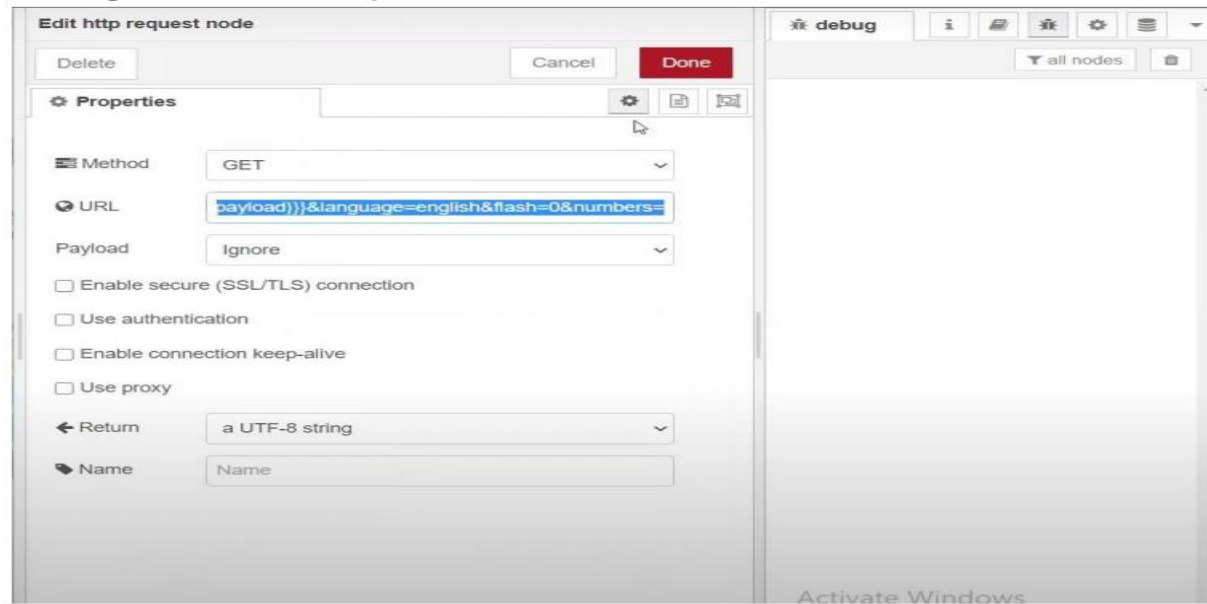 Edit http request node
debug
i
Delete
Cancel
Done
all nodes
Properties
Method
GET
URL
payload}}}&language=english&flash=0&numbers=
Payload
Ignore
Enable secure (SSL/TLS) connection
Use authentication
Enable connection keep-alive
Use proxy
Return
a UTF-8 string
Name
Name
Activate Windows